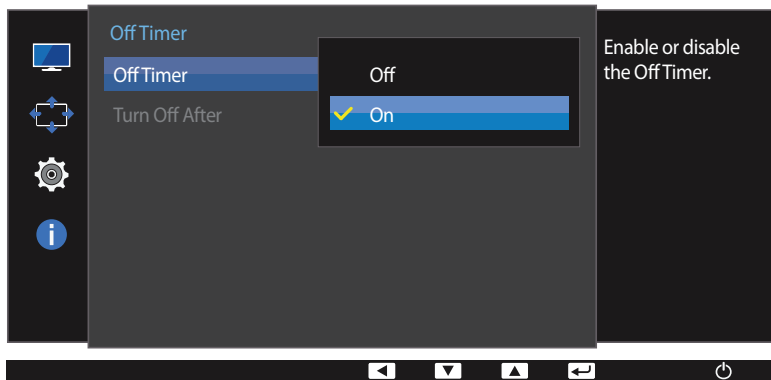 Off Timer
Off Timer
Off
Enable or disable
the Off Timer.
Turn Off After
On